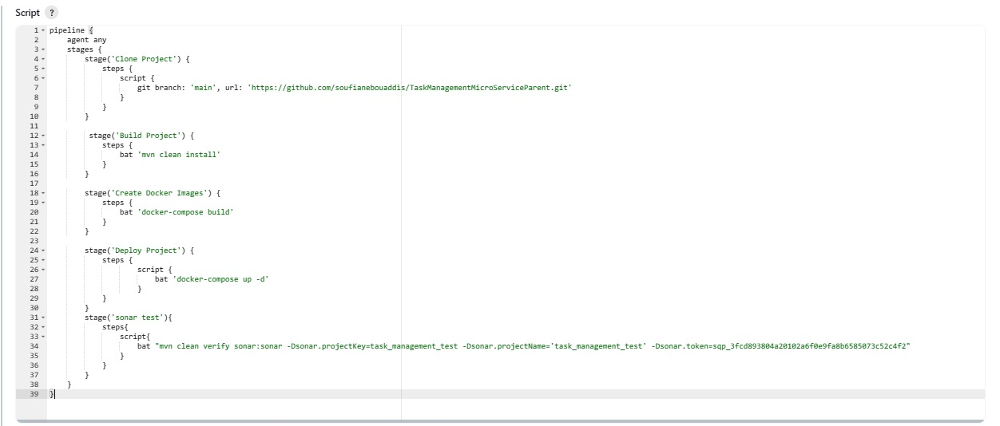 Script ?
1 pipeline {
2     agent any
3     stages {
4         stage('Clone Project') {
5             steps {
6                 script {
7                     git branch: 'main', url: 'https://github.com/soufianebouaddis/TaskManagementMicroServiceParent.git'
8                 }
9             }
10         }
11
12          stage('Build Project') {
13             steps {
14                 bat 'mvn clean install'
15             }
16         }
17
18         stage('Create Docker Images') {
19             steps {
20                 bat 'docker-compose build'
21             }
22         }
23
24         stage('Deploy Project') {
25             steps {
26                     script {
27                         bat 'docker-compose up -d'
28                     }
29             }
30         }
31         stage('sonar test'){
32             steps{
33                 script{
34                     bat "mvn clean verify sonar:sonar -Dsonar.projectKey=task_management_test -Dsonar.projectName='task_management_test' -Dsonar.token=sqp_3fcd893804a20102a6f0e9fa8b6585073c52c4f2"
35                 }
36             }
37         }
38     }
39 }